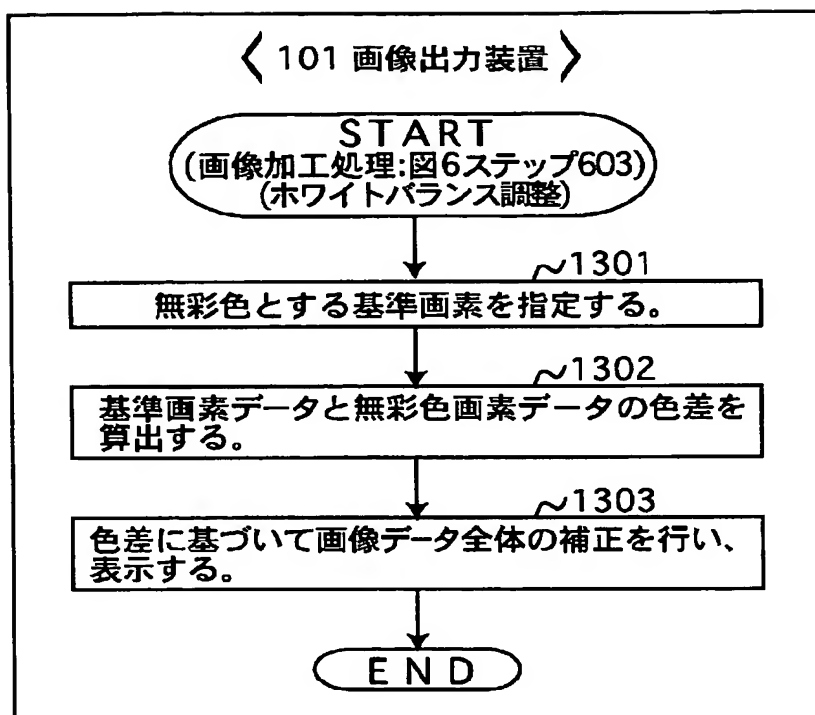 〈 101 画像出力装置 〉
START
(画像加工処理:図6ステップ603)
(ホワイトバランス調整)
1301
無彩色とする基準画素を指定する。
1302
基準画素データと無彩色画素データの色差を
算出する。
1303
色差に基づいて画像データ全体の補正を行い、
表示する。
END